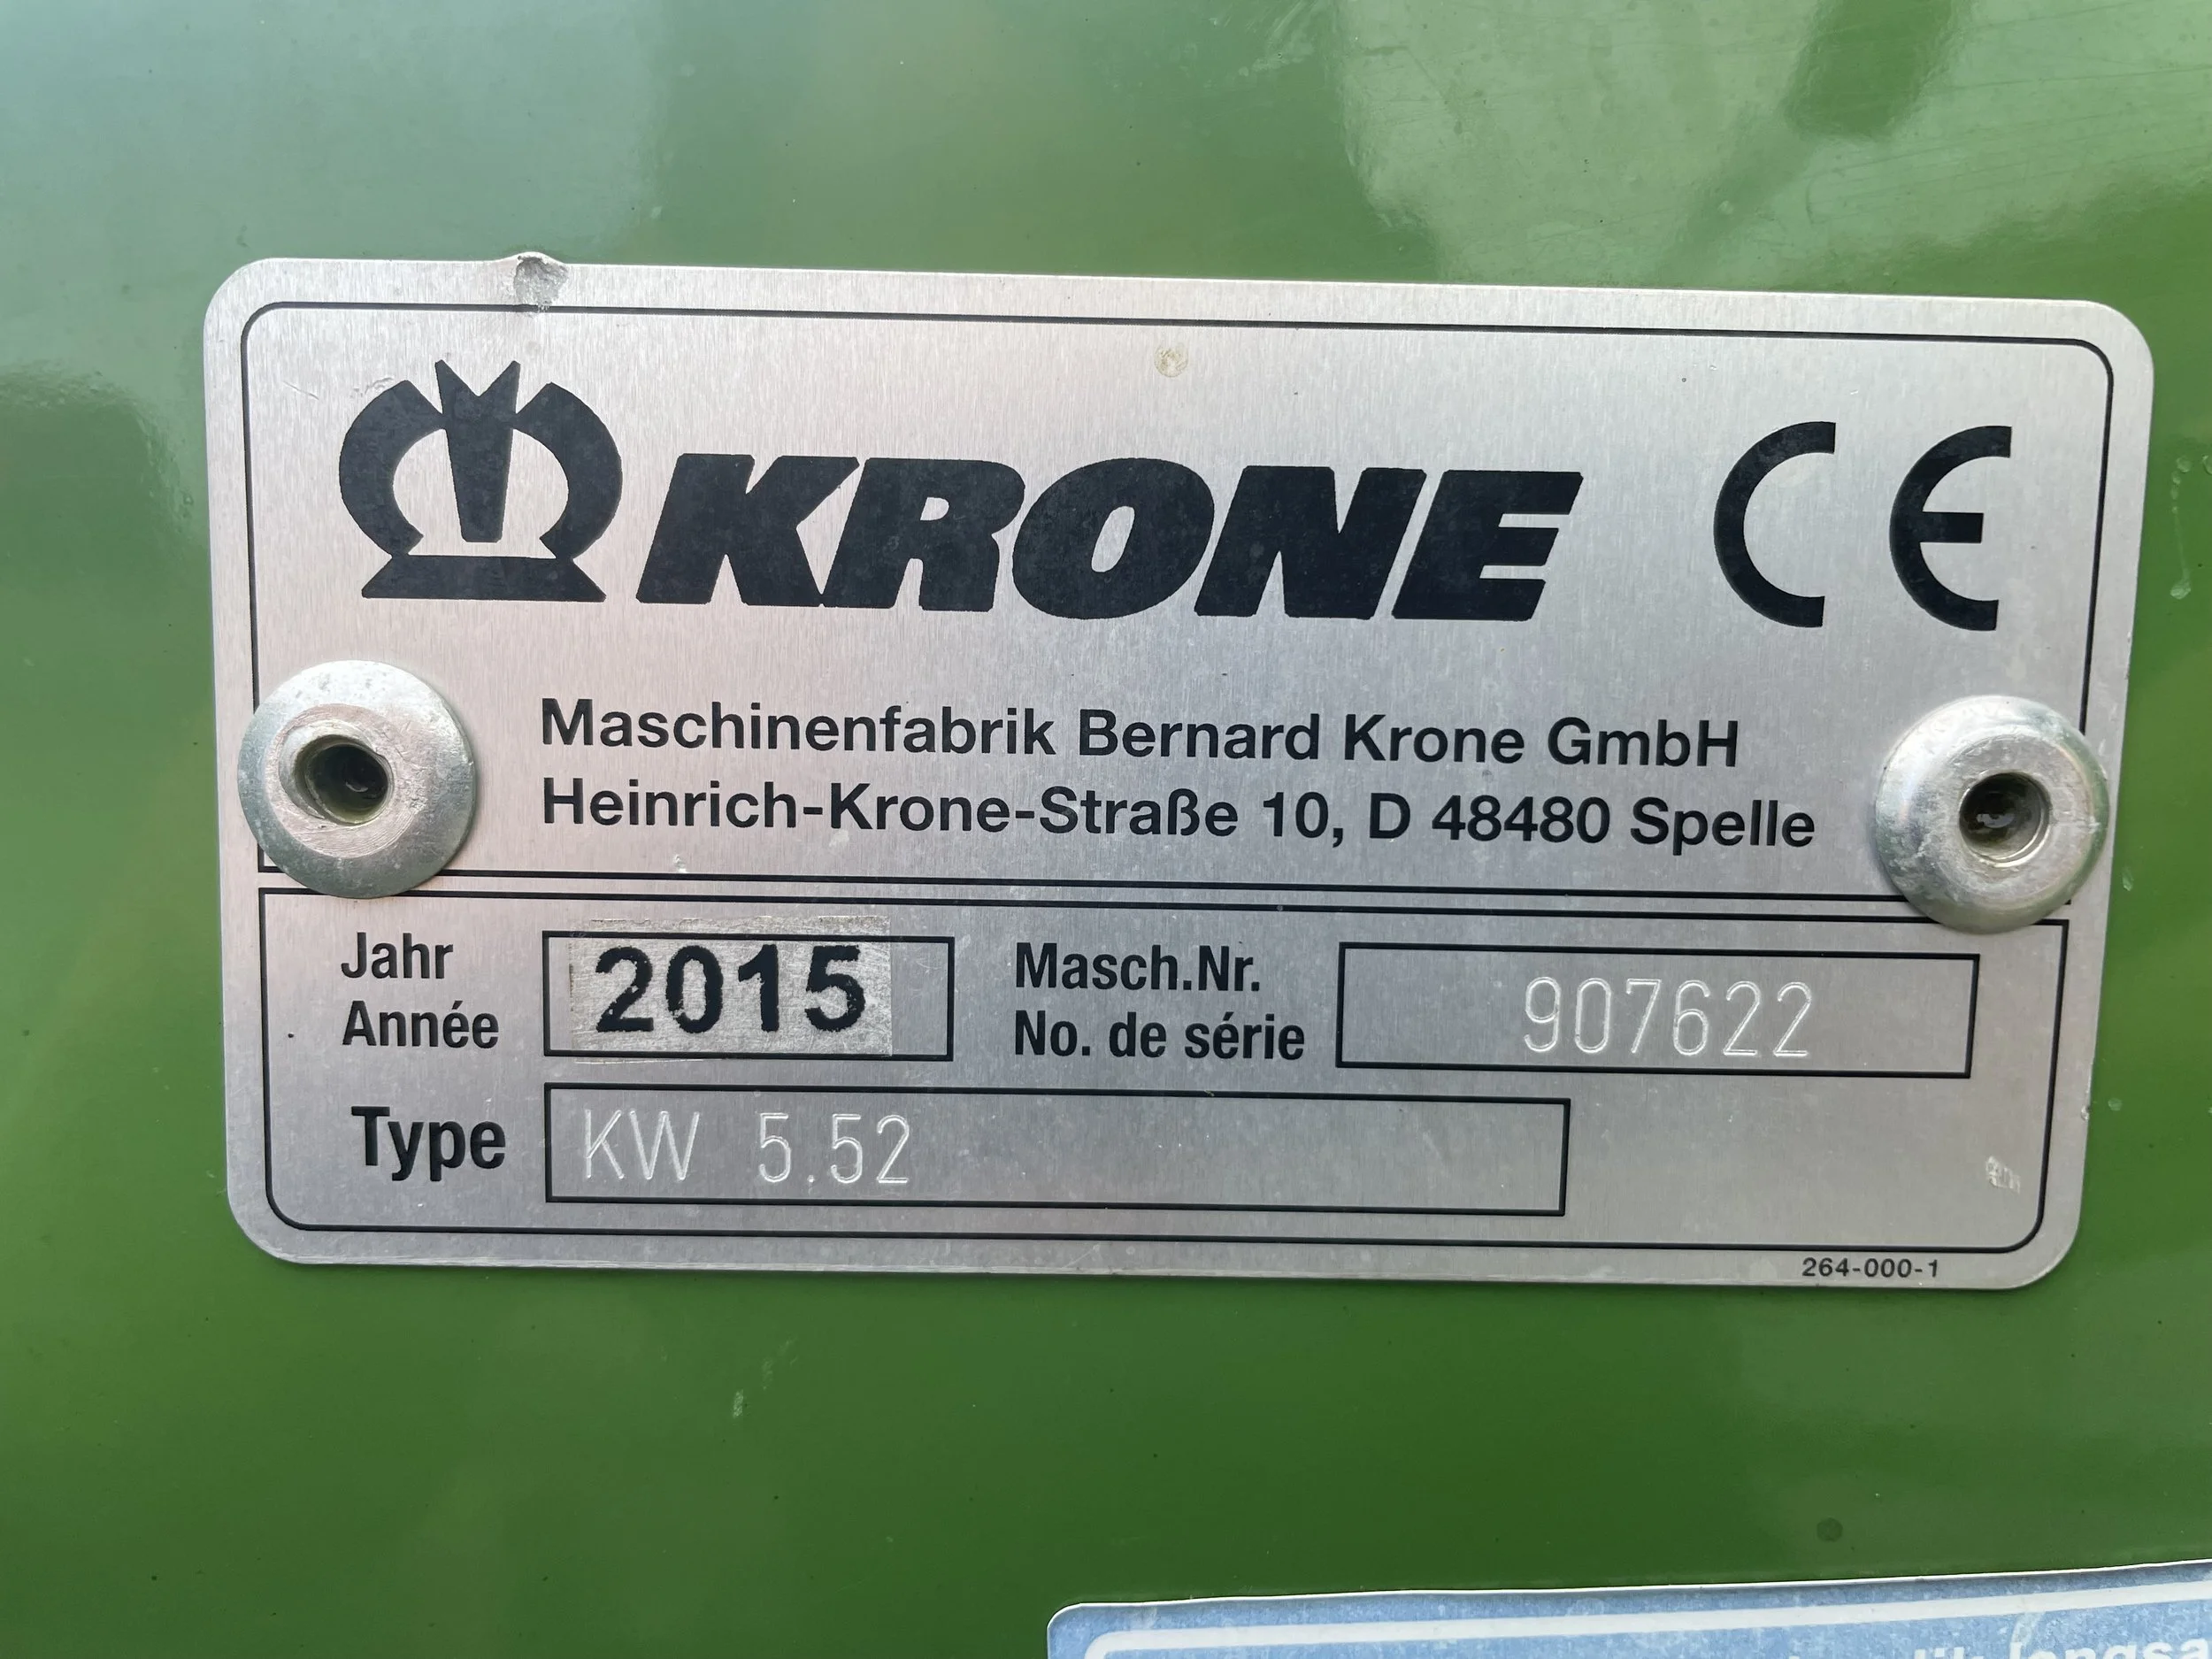 KRONE CE
Maschinenfabrik Bernard Krone GmbH
Heinrich-Krone-Straße 10, D 48480 Spelle
Jahr
Année
2015
Masch.Nr.
No. de série
907622
Type
KW 5.52
264-000-1